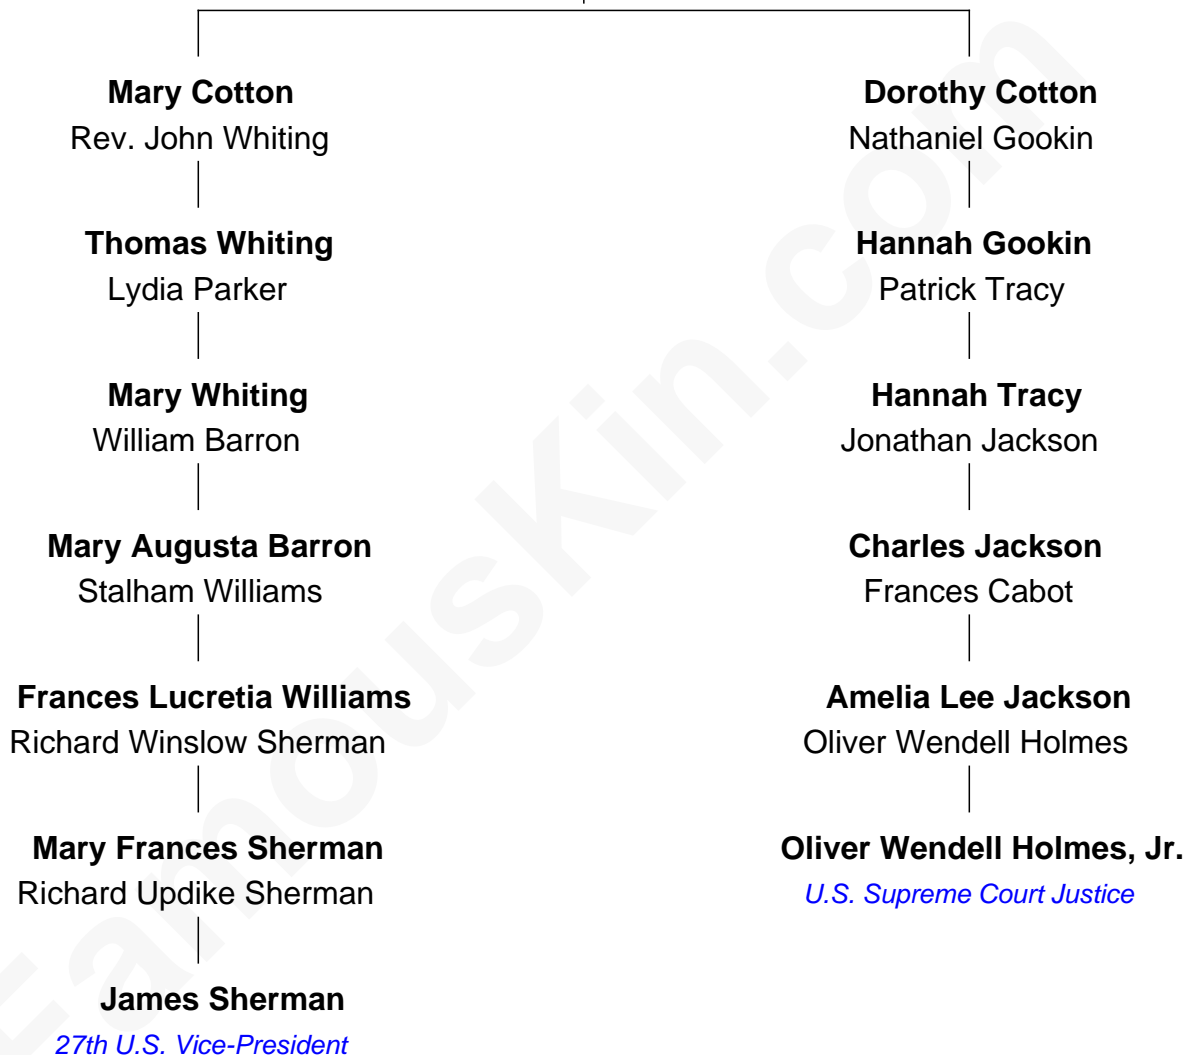 Mary Cotton
Rev. John Whiting
Thomas Whiting
Lydia Parker
Mary Whiting
William Barron
Mary Augusta Barron
Stalham Williams
Frances Lucretia Williams
Richard Winslow Sherman
Mary Frances Sherman
Richard Updike Sherman
James Sherman
27th U.S. Vice-President
Dorothy Cotton
Nathaniel Gookin
Hannah Gookin
Patrick Tracy
Hannah Tracy
Jonathan Jackson
Charles Jackson
Frances Cabot
Amelia Lee Jackson
Oliver Wendell Holmes
Oliver Wendell Holmes, Jr.
U.S. Supreme Court Justice
FamousKin.com